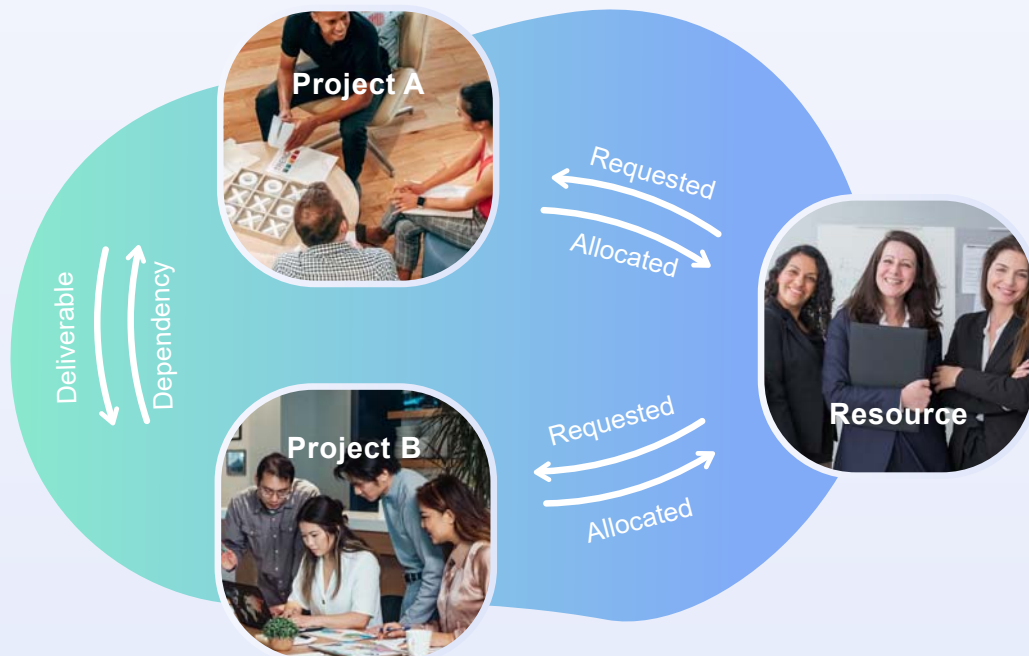 Project A
Requested
Allocated
Deliverable
Dependency
Resource
Project B
Requested
Allocated